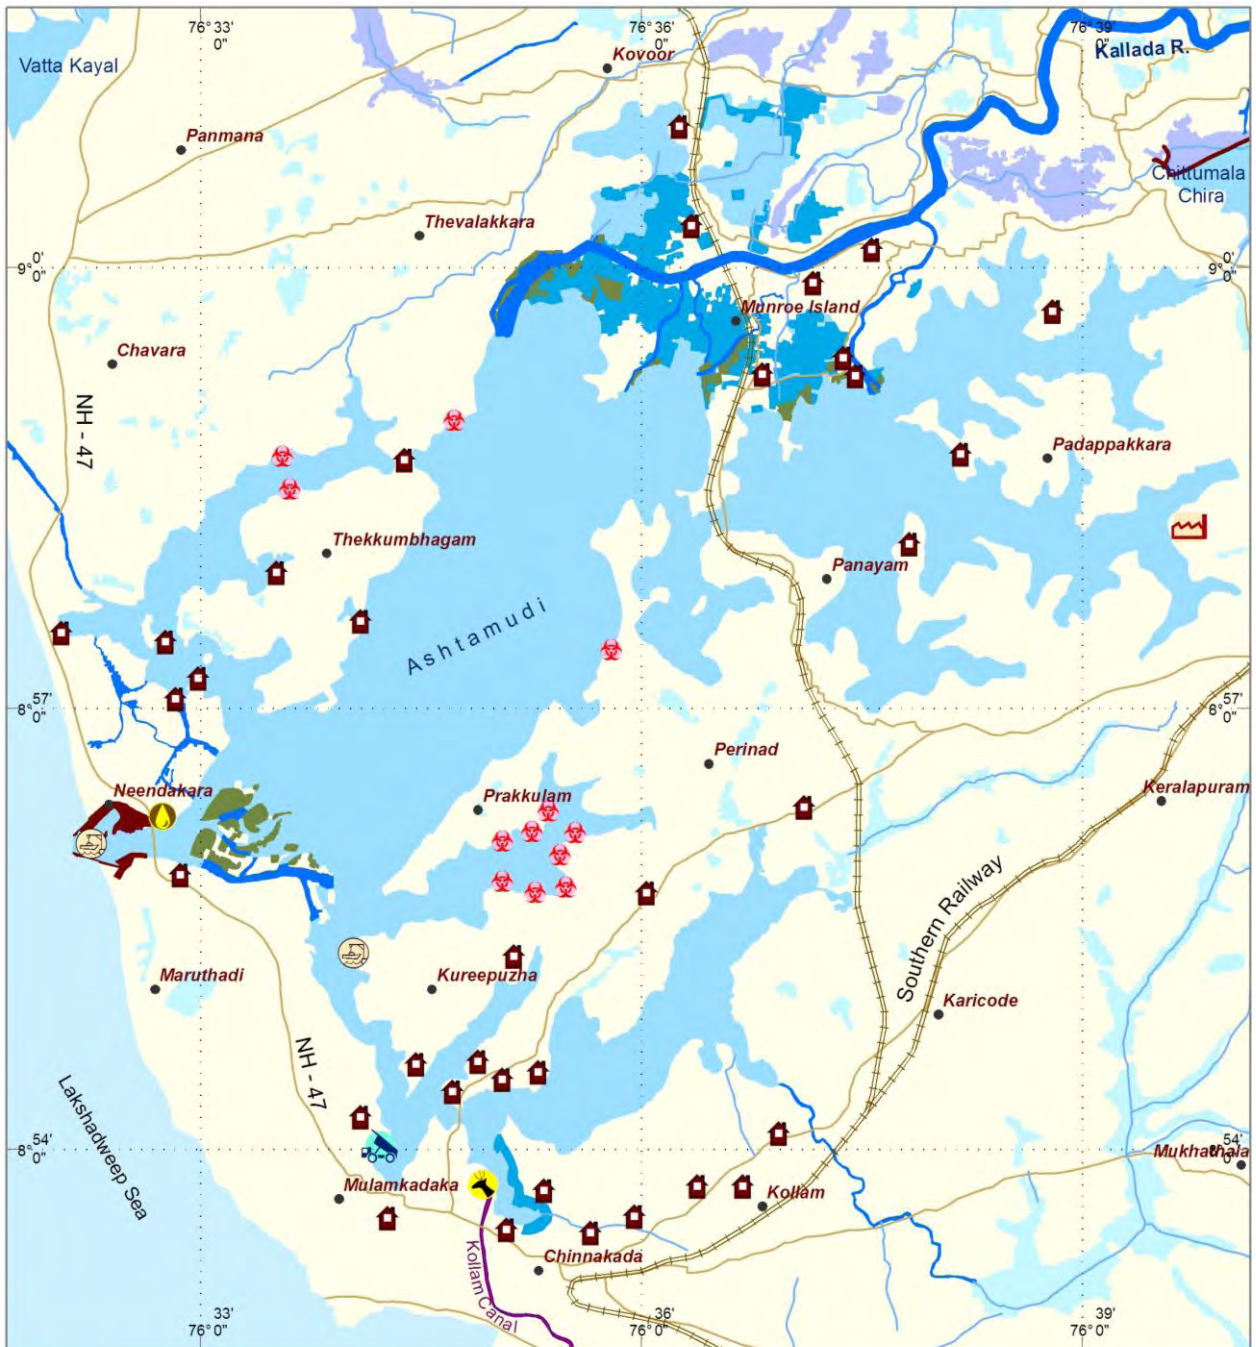 76° 33' 0"
76° 36' 0"
76° 39' 0"
Kovoor
Kallada R.
Vatta Kayal
Panmana
Chittumala
Chira
Thevalakkara
9° 0' 0"
9° 0' 0"
Munroe Island
Chavara
NH - 47
Padappakkara
Thekkumbhagam
Panayam
Ashtamudi
8° 57' 0"
8° 57' 0"
Perinad
Neendakara
Prakkulam
Keralapuram
Southern Railway
Maruthadi
Kureepuzha
Karicode
NH - 47
Lakshadweep Sea
8° 54' 0"
8° 54' 0"
Mukhathala
Mulamkadaka
Kollam
Chinnakada
Kollam Canal
76° 33' 0"
76° 36' 0"
76° 39' 0"